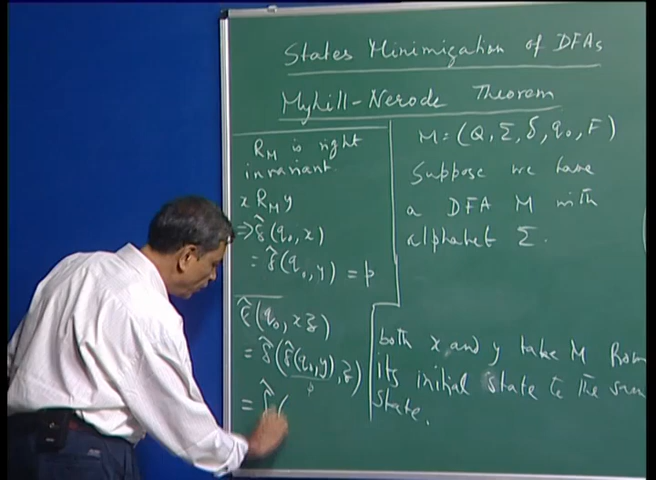 States Minimization of DFAs
Myhill-Nerode Theorem
R_M is right
invariant.
x R_M y
⇒ δ̂(q₀, x)
= δ̂(q₀, y) = p
δ̂(q₀, xz)
= δ̂(δ̂(q₀, y), z)
p
= δ̂(
M = (Q, Σ, δ, q₀, F)
Suppose we have
a DFA M with
alphabet Σ.
both x and y take M from
its initial state to the same
state.